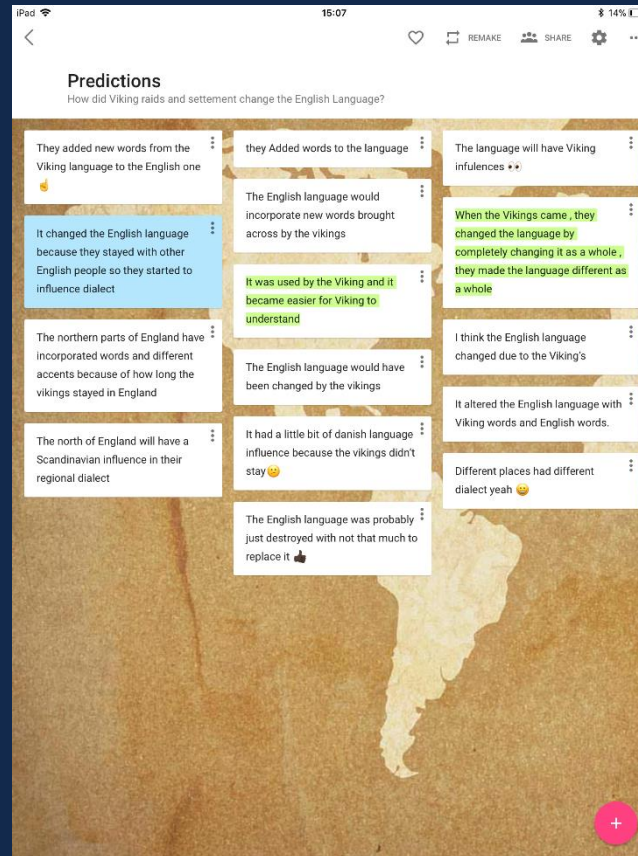 iPad
15:07
14%
REMAKE
SHARE
Predictions
How did Viking raids and settement change the English Language?
They added new words from the
Viking language to the English one
☝
It changed the English language
because they stayed with other
English people so they started to
influence dialect
The northern parts of England have
incorporated words and different
accents because of how long the
vikings stayed in England
The north of England will have a
Scandinavian influence in their
regional dialect
they Added words to the language
The English language would
incorporate new words brought
across by the vikings
It was used by the Viking and it
became easier for Viking to
understand
The English language would have
been changed by the vikings
It had a little bit of danish language
influence because the vikings didn't
stay😕
The English language was probably
just destroyed with not that much to
replace it 👍🏿
The language will have Viking
infulences 👀
When the Vikings came , they
changed the language by
completely changing it as a whole ,
they made the language different as
a whole
I think the English language
changed due to the Viking's
It altered the English language with
Viking words and English words.
Different places had different
dialect yeah 😀